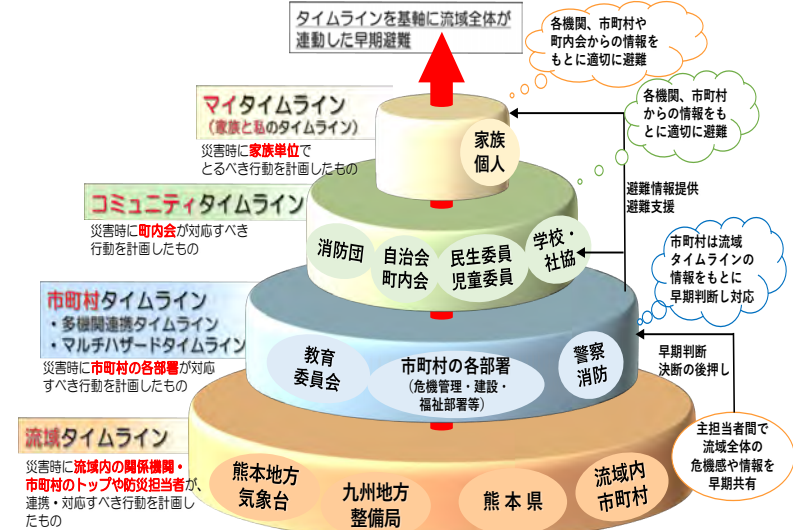 タイムラインを基軸に流域全体が
連動した早期避難
各機関、市町村や
町内会からの情報を
もとに適切に避難
マイタイムライン
（家族と私のタイムライン）
災害時に家族単位で
とるべき行動を計画したもの
家族
個人
各機関、市町村
からの情報をも
とに適切に避難
避難情報提供
避難支援
コミュニティタイムライン
災害時に町内会が対応すべき
行動を計画したもの
消防団
自治会
町内会
民生委員
児童委員
学校・
社協
市町村は流域
タイムラインの
情報をもとに
早期判断し対応
市町村タイムライン
・多機関連携タイムライン
・マルチハザードタイムライン
災害時に市町村の各部署が対応
すべき行動を計画したもの
教育
委員会
市町村の各部署
（危機管理・建設・
福祉部署等）
警察
消防
早期判断
決断の後押し
主担当者間で
流域全体の
危機感や情報を
早期共有
流域タイムライン
災害時に流域内の関係機関・
市町村のトップや防災担当者が、
連携・対応すべき行動を計画し
たもの
熊本地方
気象台
九州地方
整備局
熊本県
流域内
市町村